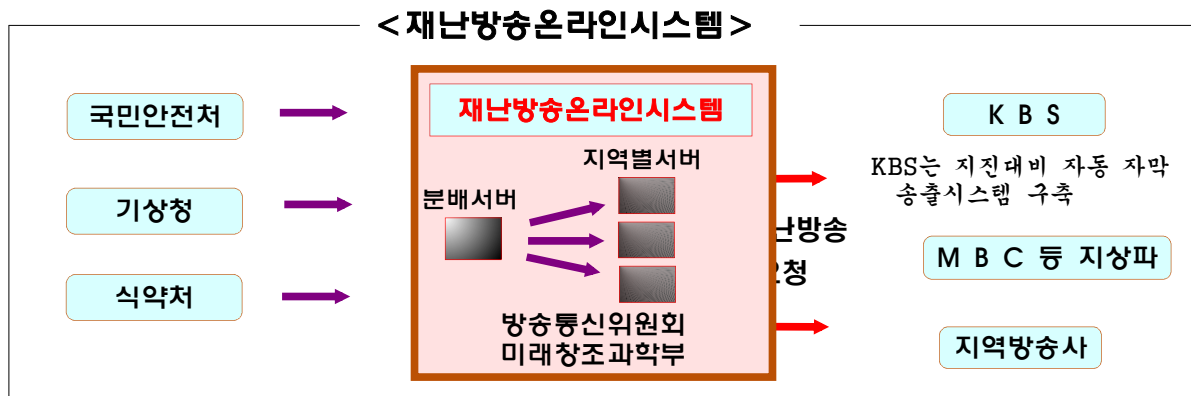 <재난방송온라인시스템>
국민안전처
기상청
식약처
재난방송온라인시스템
지역별서버
분배서버
방송통신위원회
미래창조과학부
난방송
청
K B S
KBS는 지진대비 자동 자막
송출시스템 구축
M B C 등 지상파
지역방송사